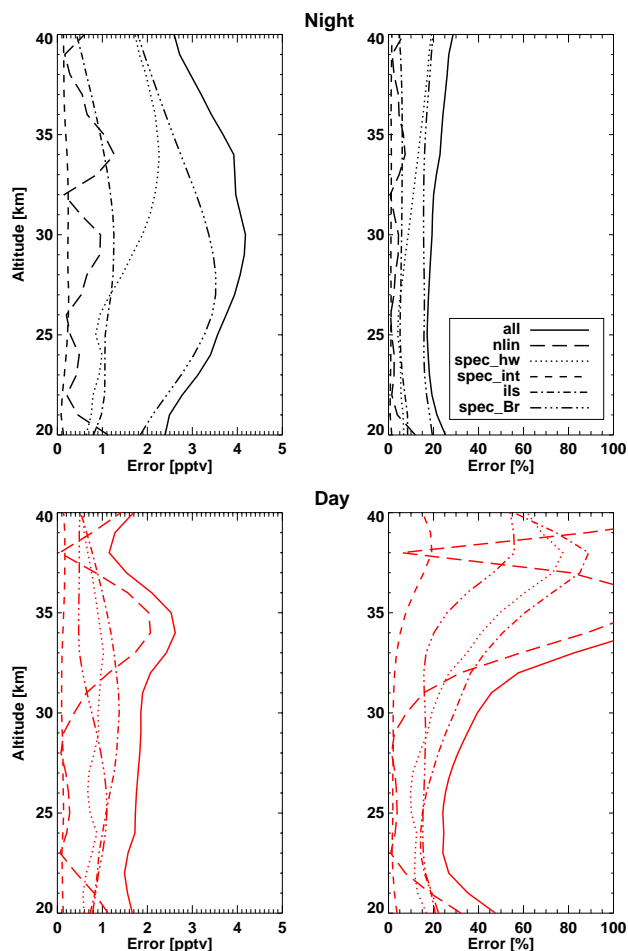 Night
40
35
30
25
20
Altitude [km]
0 1 2 3 4 5
Error [pptv]
40
35
30
25
20
0 20 40 60 80 100
Error [%]
all
nlin
spec_hw
spec_int
ils
spec_Br
Day
40
35
30
25
20
Altitude [km]
0 1 2 3 4 5
Error [pptv]
40
35
30
25
20
0 20 40 60 80 100
Error [%]